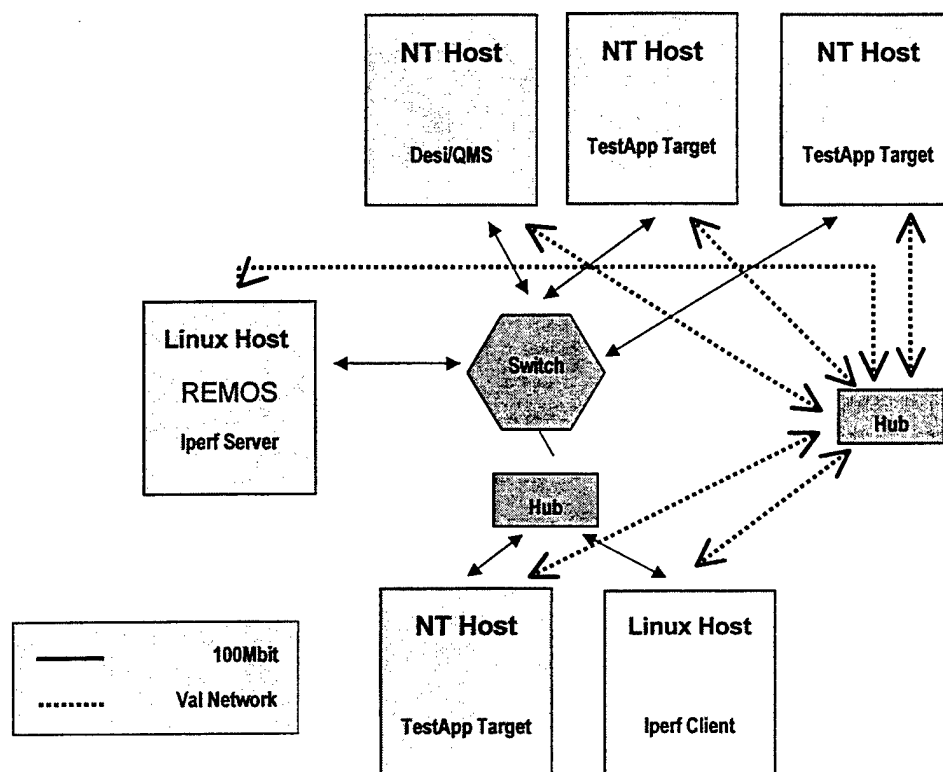 NT Host
NT Host
NT Host
Desi/QMS
TestApp Target
TestApp Target
Linux Host
REMOS
Iperf Server
Switch
Hub
Hub
NT Host
Linux Host
TestApp Target
Iperf Client
100Mbit
Val Network